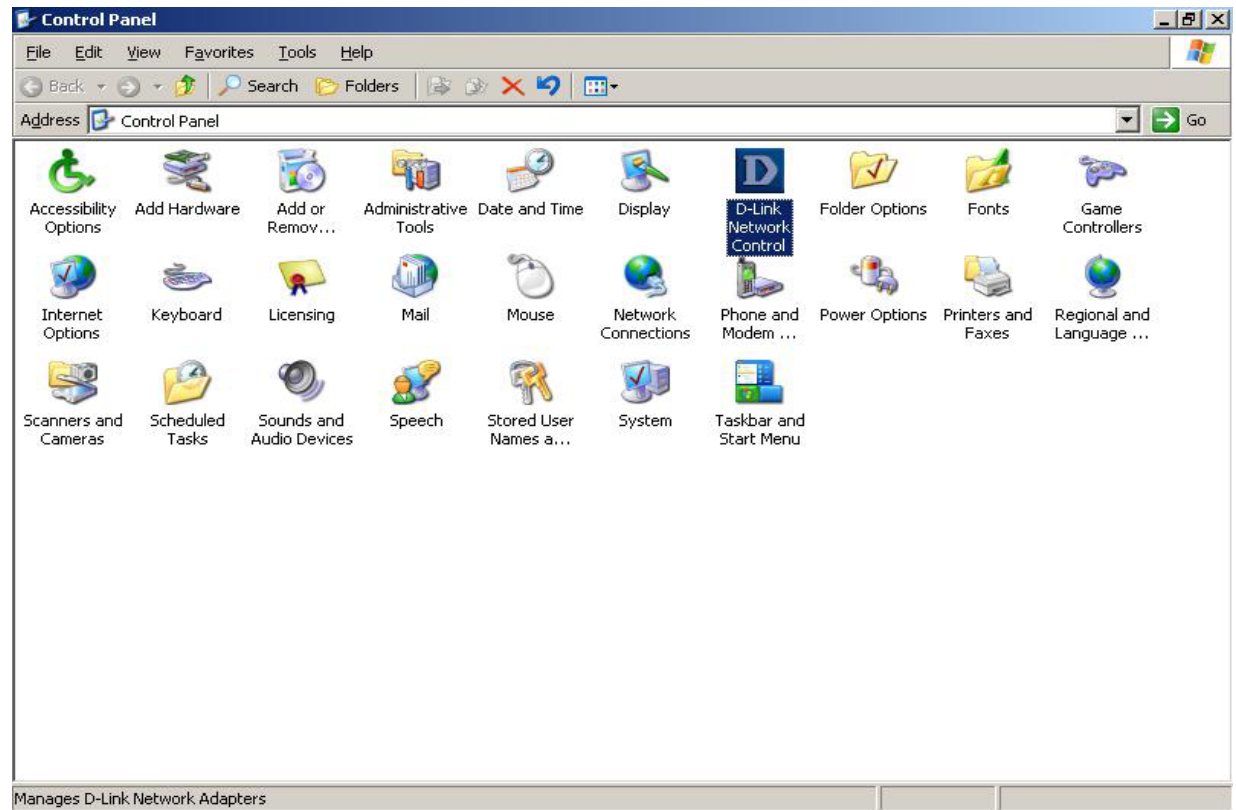 Control Panel
File Edit View Favorites Tools Help
Back Search Folders
Address Control Panel Go
D
Accessibility Options
Add Hardware
Add or Remov...
Administrative Tools
Date and Time
Display
D-Link Network Control
Folder Options
Fonts
Game Controllers
Internet Options
Keyboard
Licensing
Mail
Mouse
Network Connections
Phone and Modem ...
Power Options
Printers and Faxes
Regional and Language ...
Scanners and Cameras
Scheduled Tasks
Sounds and Audio Devices
Speech
Stored User Names a...
System
Taskbar and Start Menu
Manages D-Link Network Adapters